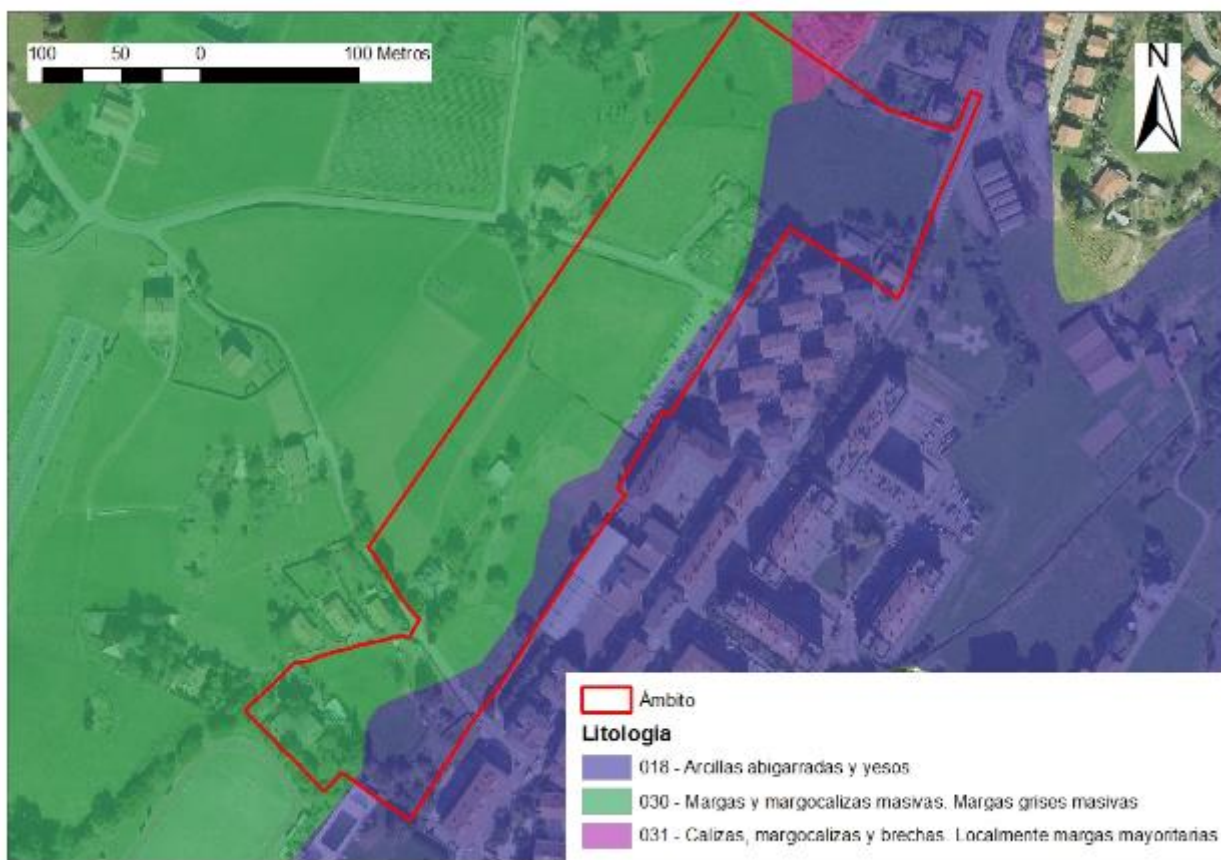 100 50 0 100 Metros
N
Ámbito
Litologia
018 - Arcillas abigarradas y yesos
030 - Margas y margocalizas masivas. Margas grises masivas
031 - Calizas, margocalizas y brechas. Localmente margas mayoritarias